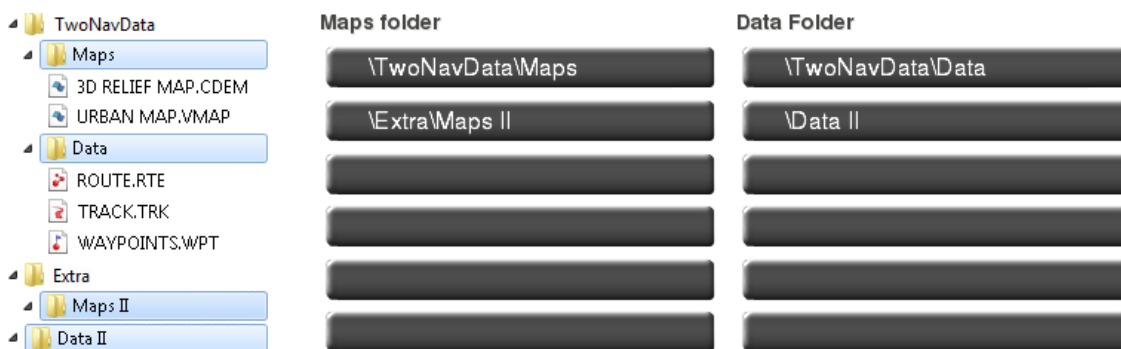 TwoNavData
Maps
3D RELIEF MAP.CDEM
URBAN MAP.VMAP
Data
ROUTE.RTE
TRACK.TRK
WAYPOINTS.WPT
Extra
Maps II
Data II
Maps folder
\TwoNavData\Maps
\Extra\Maps II
Data Folder
\TwoNavData\Data
\Data II